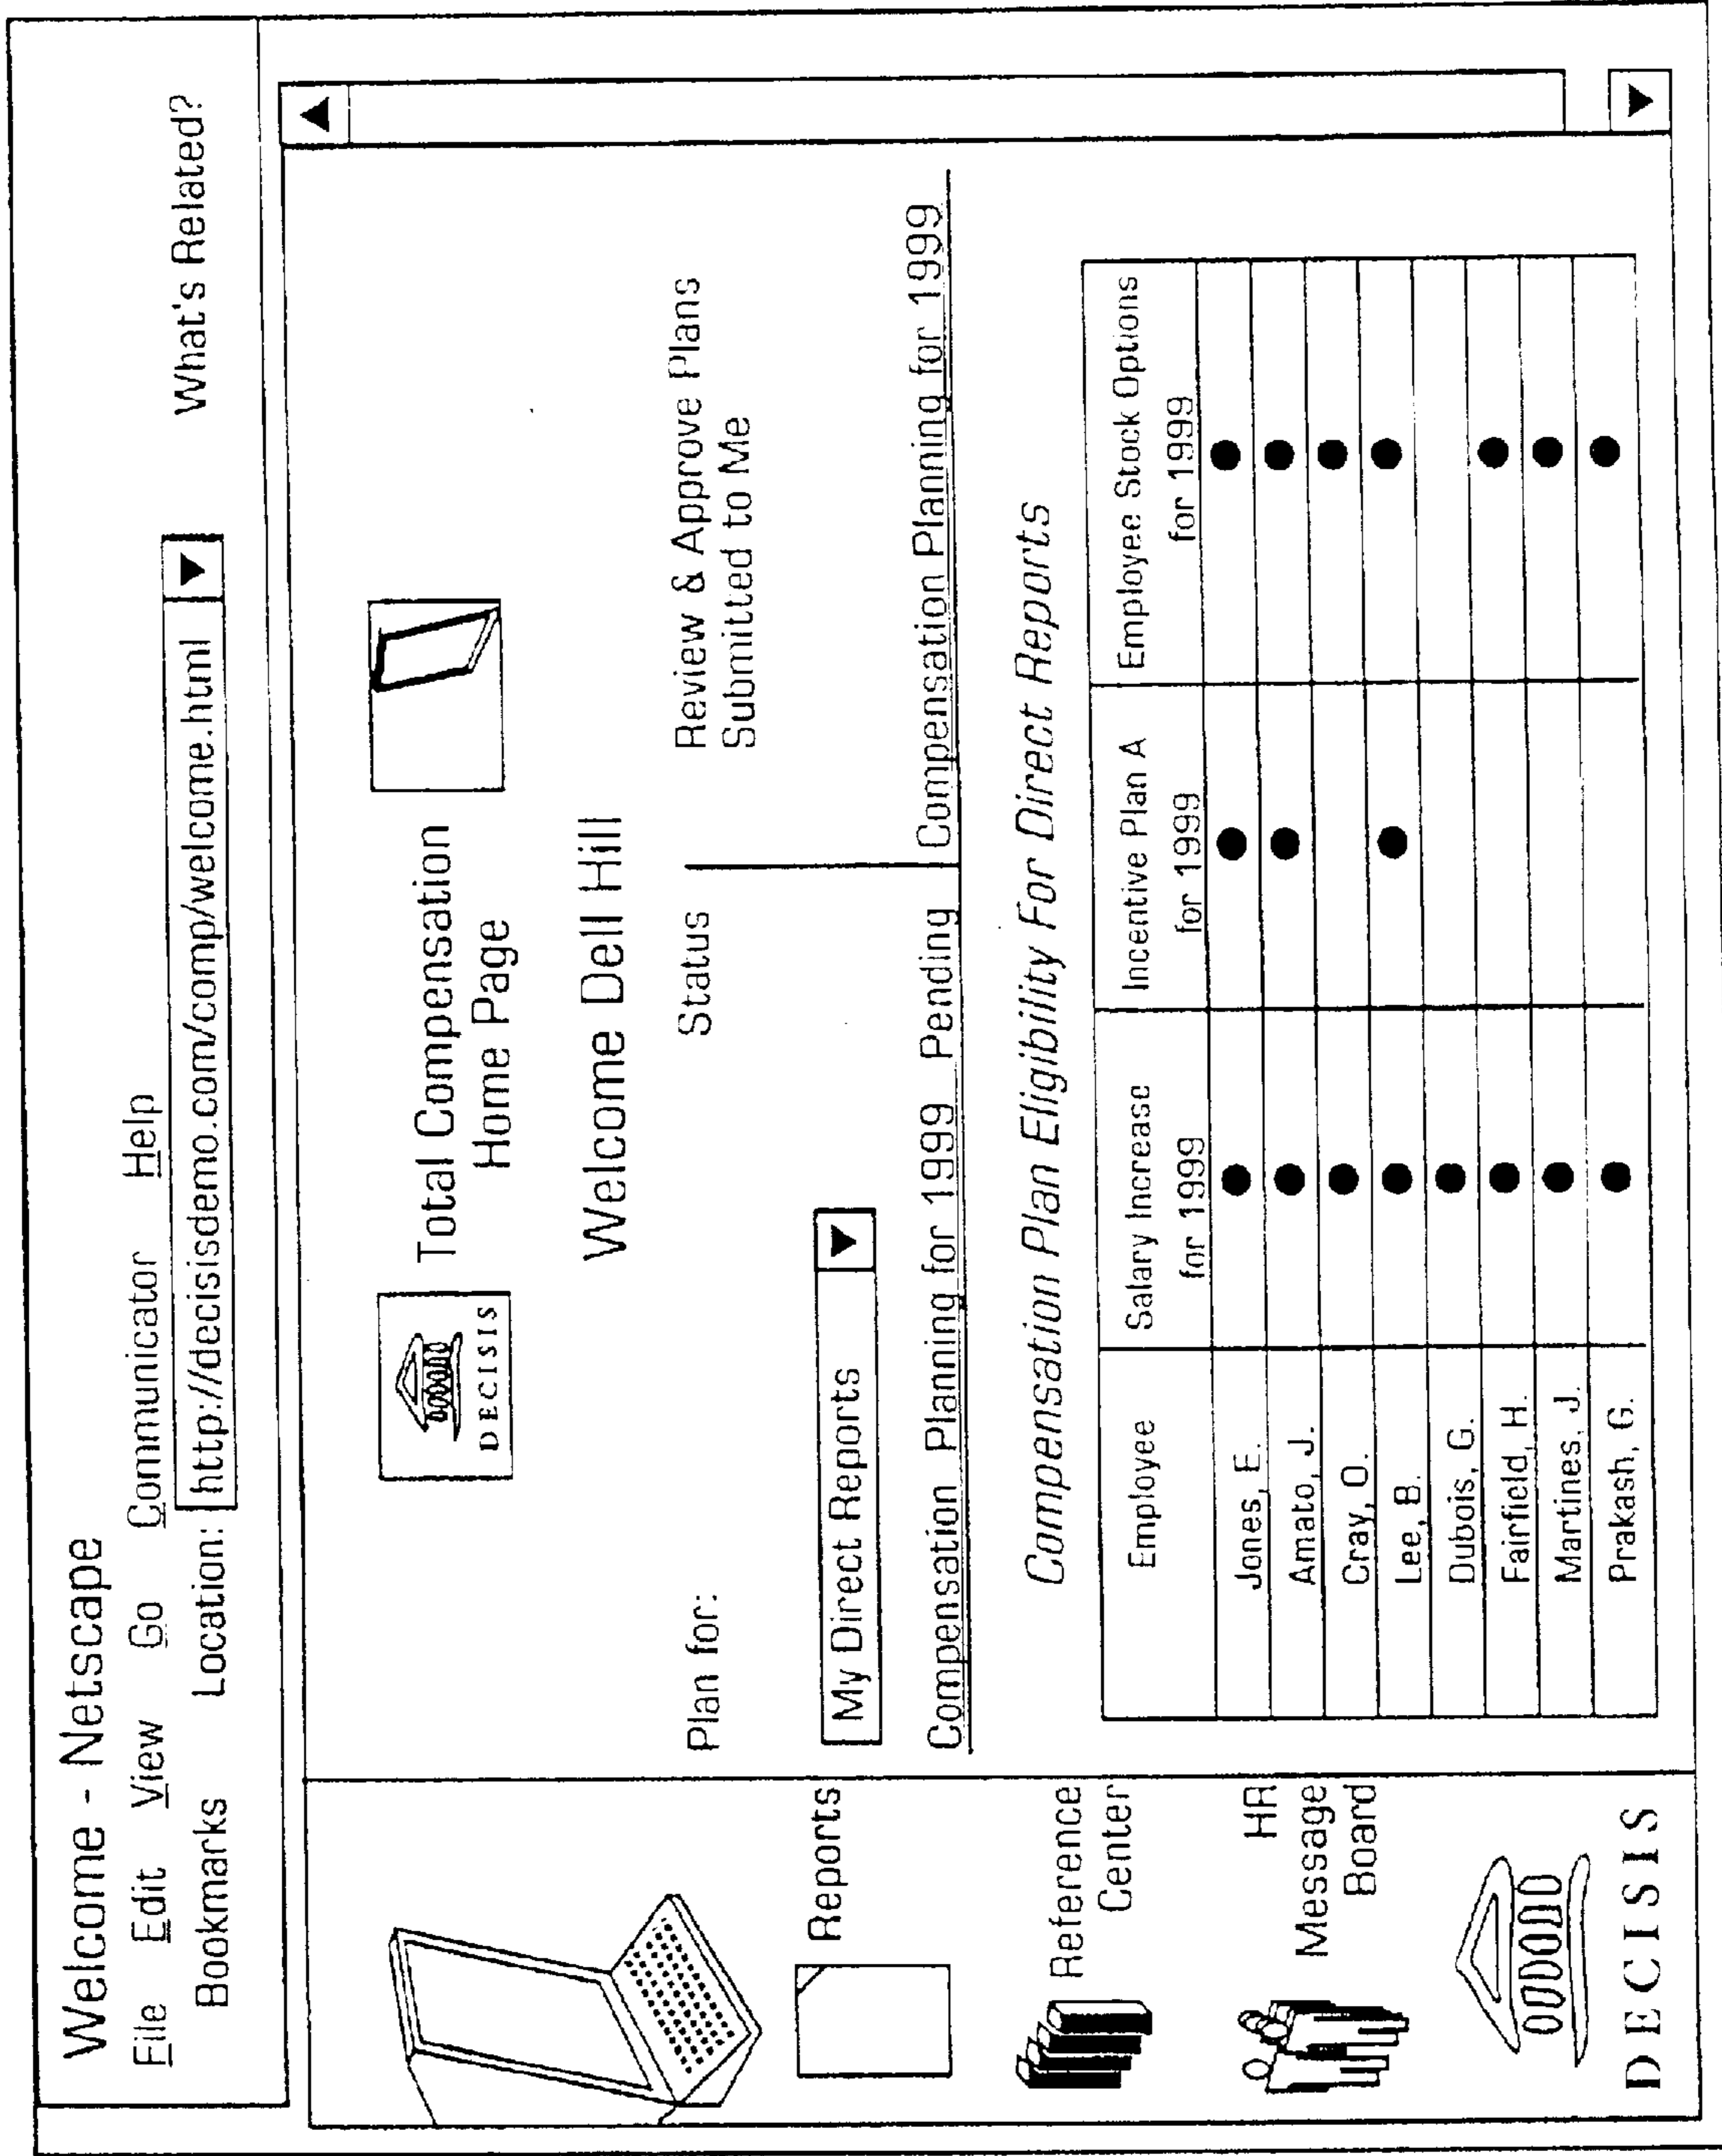 Welcome - Netscape
File Edit View Go Communicator Help
Bookmarks Location: http://decisisdemo.com/comp/welcome.html What's Related?
DECISIS
Total Compensation
Home Page
Welcome Dell Hill
Plan for:
Status
Review & Approve Plans
Submitted to Me
My Direct Reports
Compensation Planning for 1999 Pending
Compensation Planning for 1999
Compensation Plan Eligibility For Direct Reports
Employee
Salary Increase
for 1999
Incentive Plan A
for 1999
Employee Stock Options
for 1999
Jones, E.
Amato, J.
Cray, O.
Lee, B.
Dubois, G.
Fairfield, H.
Martines, J.
Prakash, G.
Reports
Reference
Center
HR
Message
Board
DECISIS